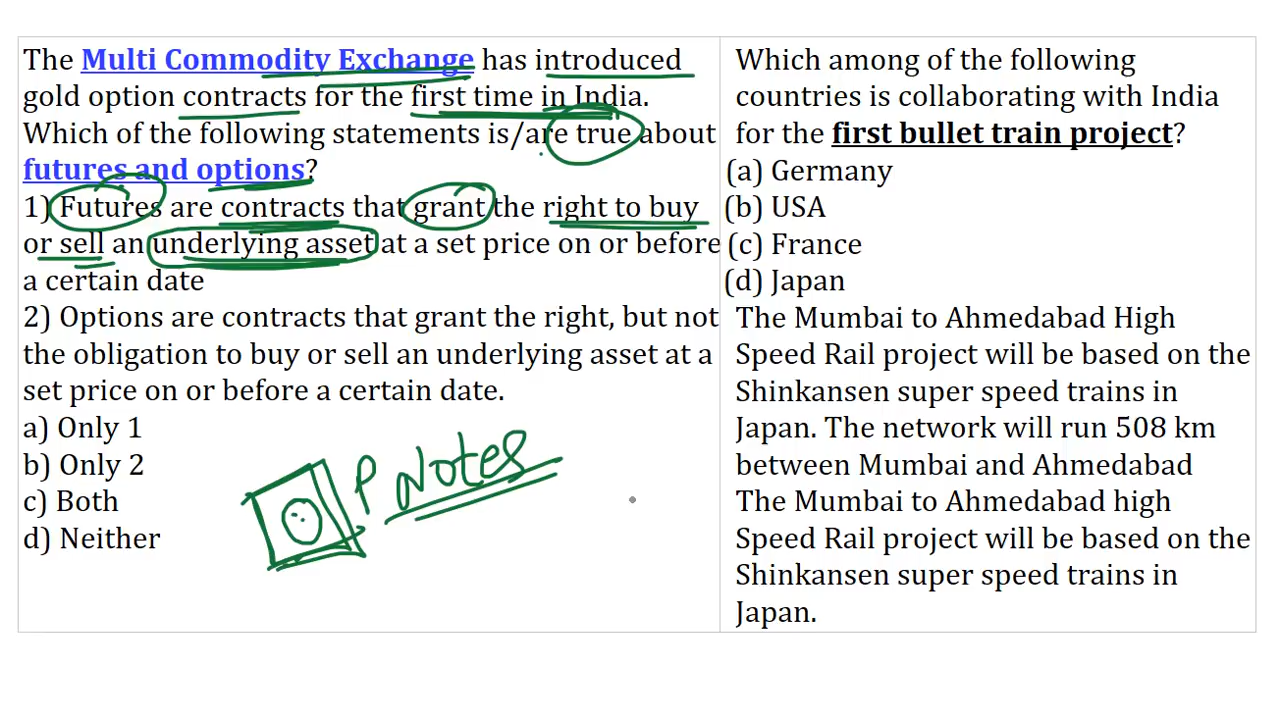 The Multi Commodity Exchange has introduced
gold option contracts for the first time in India.
Which of the following statements is/are true about
futures and options?
1) Futures are contracts that grant the right to buy
or sell an underlying asset at a set price on or before
a certain date
2) Options are contracts that grant the right, but not
the obligation to buy or sell an underlying asset at a
set price on or before a certain date.
a) Only 1
b) Only 2
c) Both
d) Neither
P Notes
Which among of the following
countries is collaborating with India
for the first bullet train project?
(a) Germany
(b) USA
(c) France
(d) Japan
The Mumbai to Ahmedabad High
Speed Rail project will be based on the
Shinkansen super speed trains in
Japan. The network will run 508 km
between Mumbai and Ahmedabad
The Mumbai to Ahmedabad high
Speed Rail project will be based on the
Shinkansen super speed trains in
Japan.